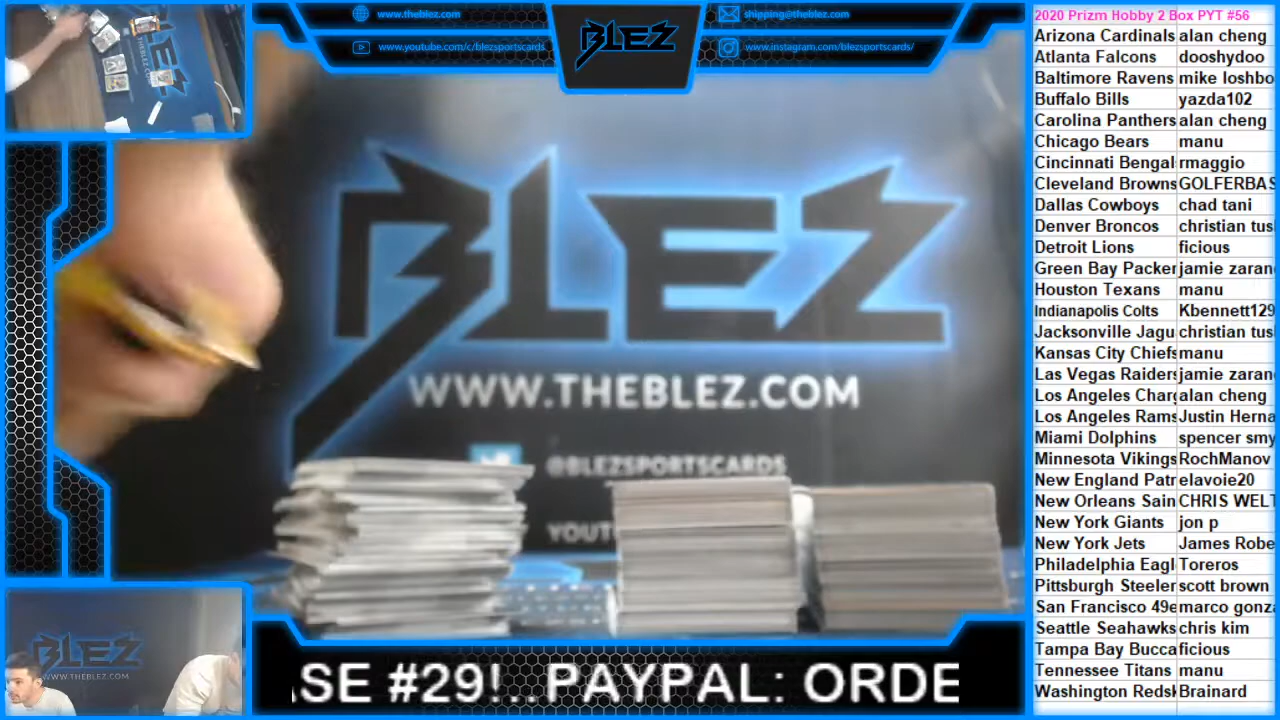 www.theblez.com
shipping@theblez.com
www.youtube.com/c/blezsportscards
www.instagram.com/blezsportscards/
BLEZ
BLEZ
WWW.THEBLEZ.COM
@BLEZSPORTSCARDS
YOUT
BLEZ
WWW.THEBLEZ.COM
ASE #29!..PAYPAL: ORDE
2020 Prizm Hobby 2 Box PYT #56
Arizona Cardinals alan cheng
Atlanta Falcons dooshydoo
Baltimore Ravens mike loshbo
Buffalo Bills yazda102
Carolina Panthers alan cheng
Chicago Bears manu
Cincinnati Bengal rmaggio
Cleveland Browns GOLFERBAS
Dallas Cowboys chad tani
Denver Broncos christian tus
Detroit Lions ficious
Green Bay Packer jamie zaran
Houston Texans manu
Indianapolis Colts Kbennett129
Jacksonville Jagu christian tus
Kansas City Chiefs manu
Las Vegas Raiders jamie zaran
Los Angeles Charg alan cheng
Los Angeles Rams Justin Herna
Miami Dolphins spencer smy
Minnesota Vikings RochManov
New England Patr elavoie20
New Orleans Sain CHRIS WELT
New York Giants jon p
New York Jets James Robe
Philadelphia Eagl Toreros
Pittsburgh Steeler scott brown
San Francisco 49e marco gonza
Seattle Seahawks chris kim
Tampa Bay Bucca ficious
Tennessee Titans manu
Washington Redsk Brainard